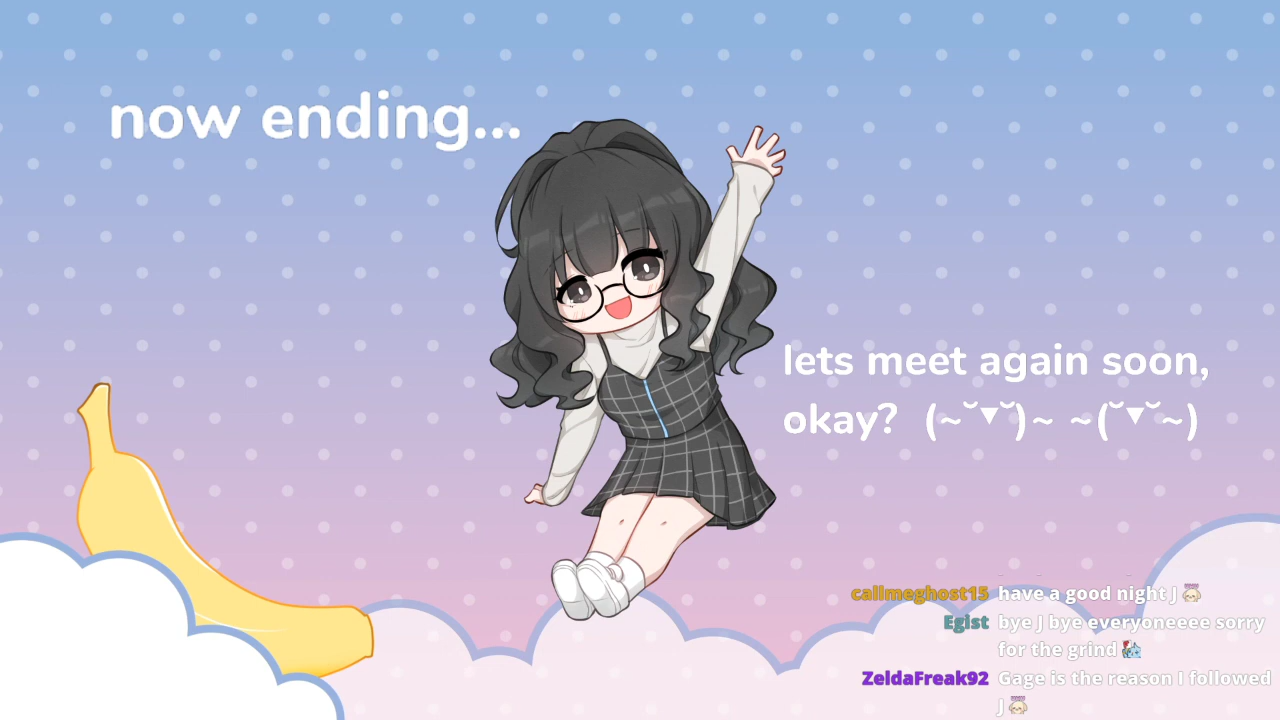 now ending...
lets meet again soon,
okay? (~˘▾˘)~ ~(˘▾˘~)
callmeghost15 have a good night J
Egist bye J bye everyoneeee sorry
for the grind
ZeldaFreak92 Gage is the reason I followed
J